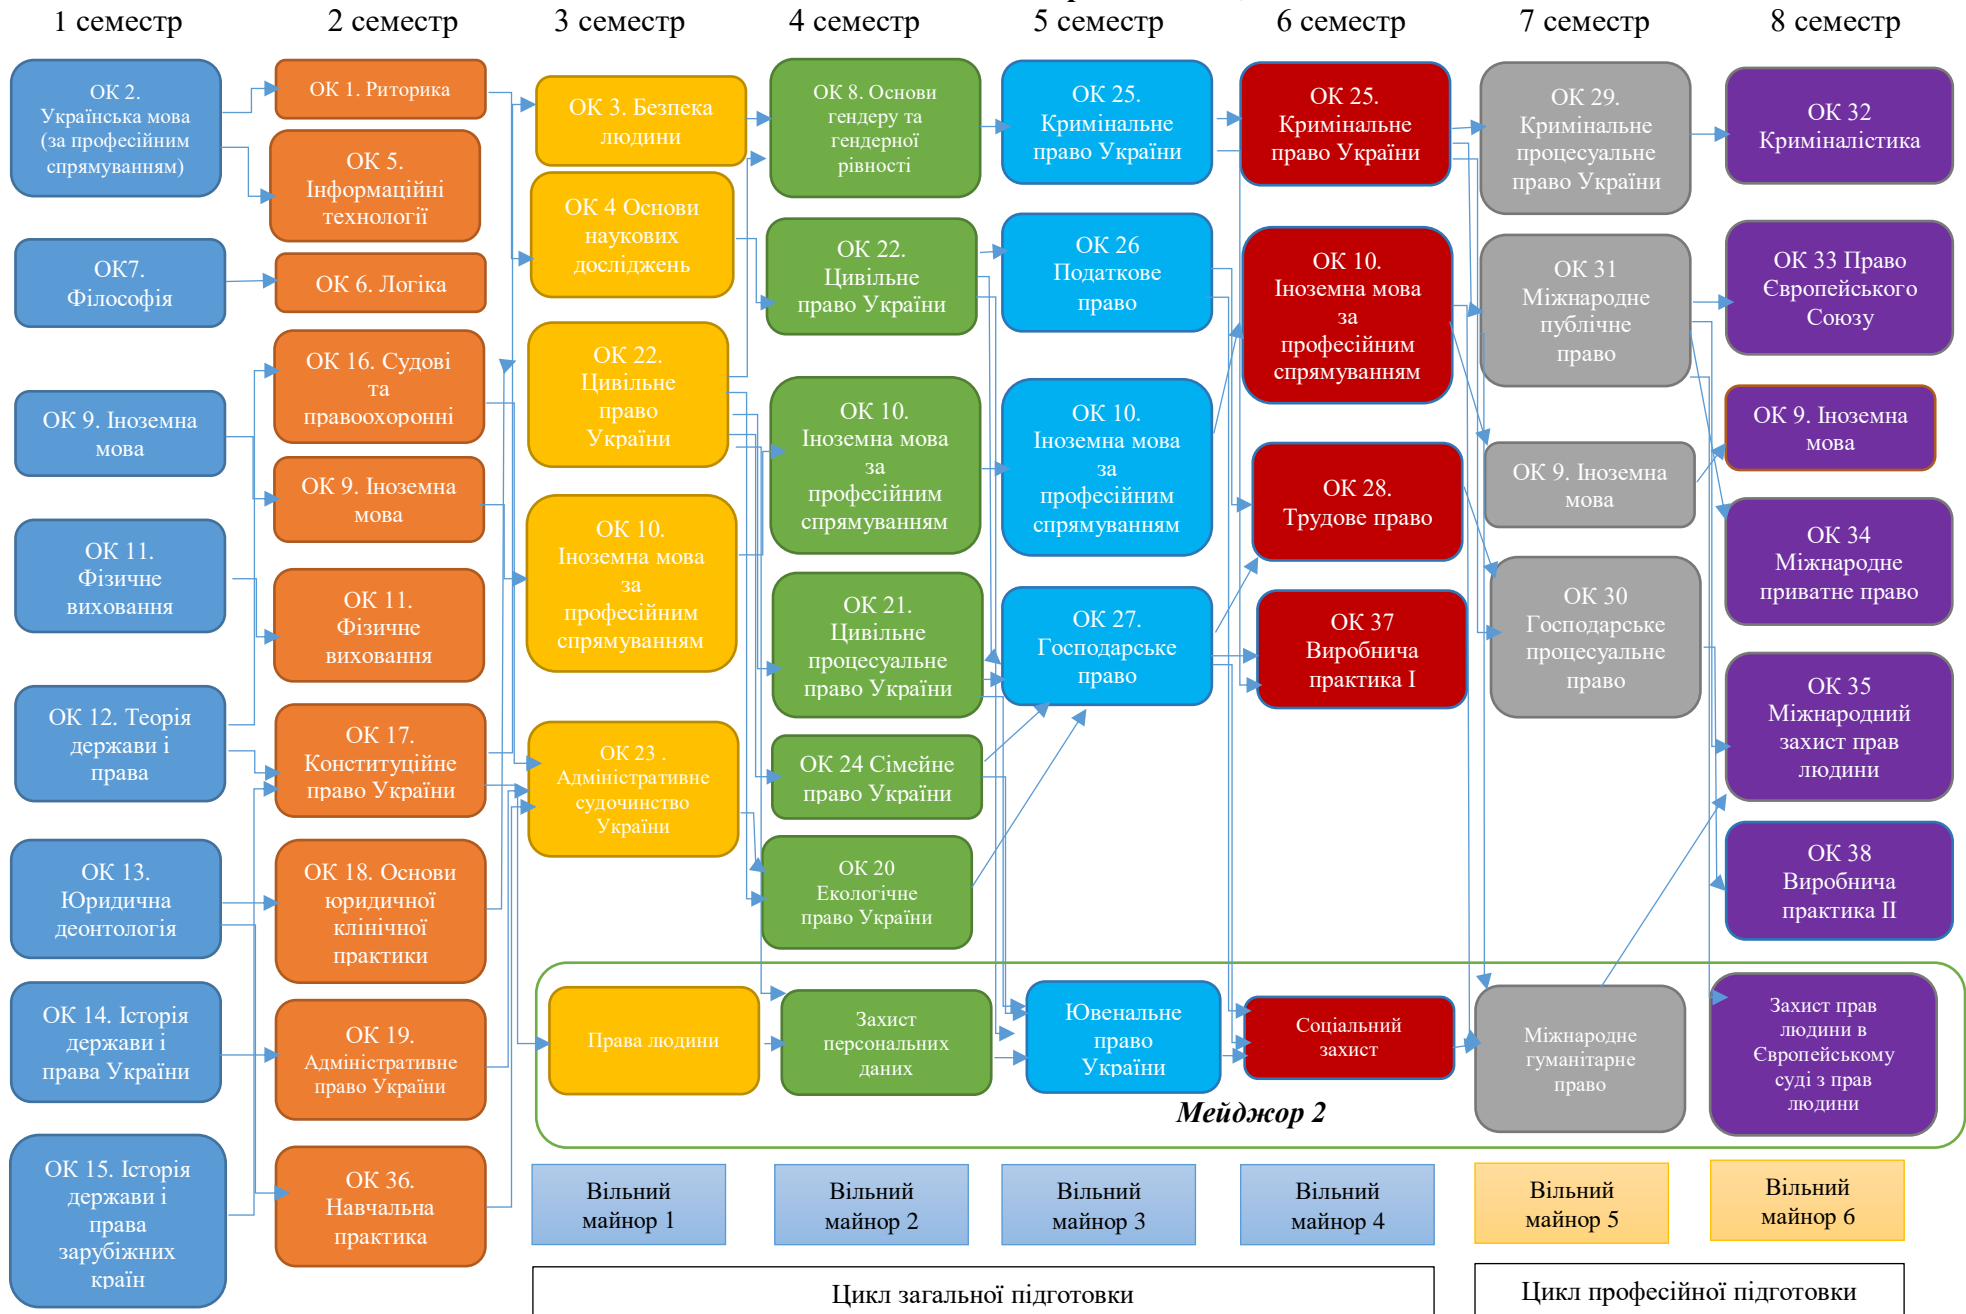 1 семестр
2 семестр
3 семестр
4 семестр
5 семестр
6 семестр
7 семестр
8 семестр
ОК 2.
Українська мова
(за професійним
спрямуванням)
ОК7.
Філософія
ОК 9. Іноземна
мова
ОК 11.
Фізичне
виховання
ОК 12. Теорія
держави і
права
ОК 13.
Юридична
деонтологія
ОК 14. Історія
держави і
права України
ОК 15. Історія
держави і
права
зарубіжних
країн
ОК 1. Риторика
ОК 5.
Інформаційні
технології
ОК 6. Логіка
ОК 16. Судові
та
правоохоронні
ОК 9. Іноземна
мова
ОК 11.
Фізичне
виховання
ОК 17.
Конституційне
право України
ОК 18. Основи
юридичної
клінічної
практики
ОК 19.
Адміністративне
право України
ОК 36.
Навчальна
практика
ОК 3. Безпека
людини
ОК 4 Основи
наукових
досліджень
ОК 22.
Цивільне
право
України
ОК 10.
Іноземна мова
за
професійним
спрямуванням
ОК 23 .
Адміністративне
судочинство
України
Права людини
ОК 8. Основи
гендеру та
гендерної
рівності
ОК 22.
Цивільне
право України
ОК 10.
Іноземна мова
за
професійним
спрямуванням
ОК 21.
Цивільне
процесуальне
право України
ОК 24 Сімейне
право України
ОК 20
Екологічне
право України
Захист
персональних
даних
ОК 25.
Кримінальне
право України
ОК 26
Податкове
право
ОК 10.
Іноземна мова
за
професійним
спрямуванням
ОК 27.
Господарське
право
Ювенальне
право
України
ОК 25.
Кримінальне
право України
ОК 10.
Іноземна мова
за
професійним
спрямуванням
ОК 28.
Трудове право
ОК 37
Виробнича
практика І
Соціальний
захист
ОК 29.
Кримінальне
процесуальне
право України
ОК 31
Міжнародне
публічне
право
ОК 9. Іноземна
мова
ОК 30
Господарське
процесуальне
право
Міжнародне
гуманітарне
право
ОК 32
Криміналістика
ОК 33 Право
Європейського
Союзу
ОК 9. Іноземна
мова
ОК 34
Міжнародне
приватне право
ОК 35
Міжнародний
захист прав
людини
ОК 38
Виробнича
практика ІІ
Захист прав
людини в
Європейському
суді з прав
людини
Мейджор 2
Вільний
майнор 1
Вільний
майнор 2
Вільний
майнор 3
Вільний
майнор 4
Вільний
майнор 5
Вільний
майнор 6
Цикл загальної підготовки
Цикл професійної підготовки